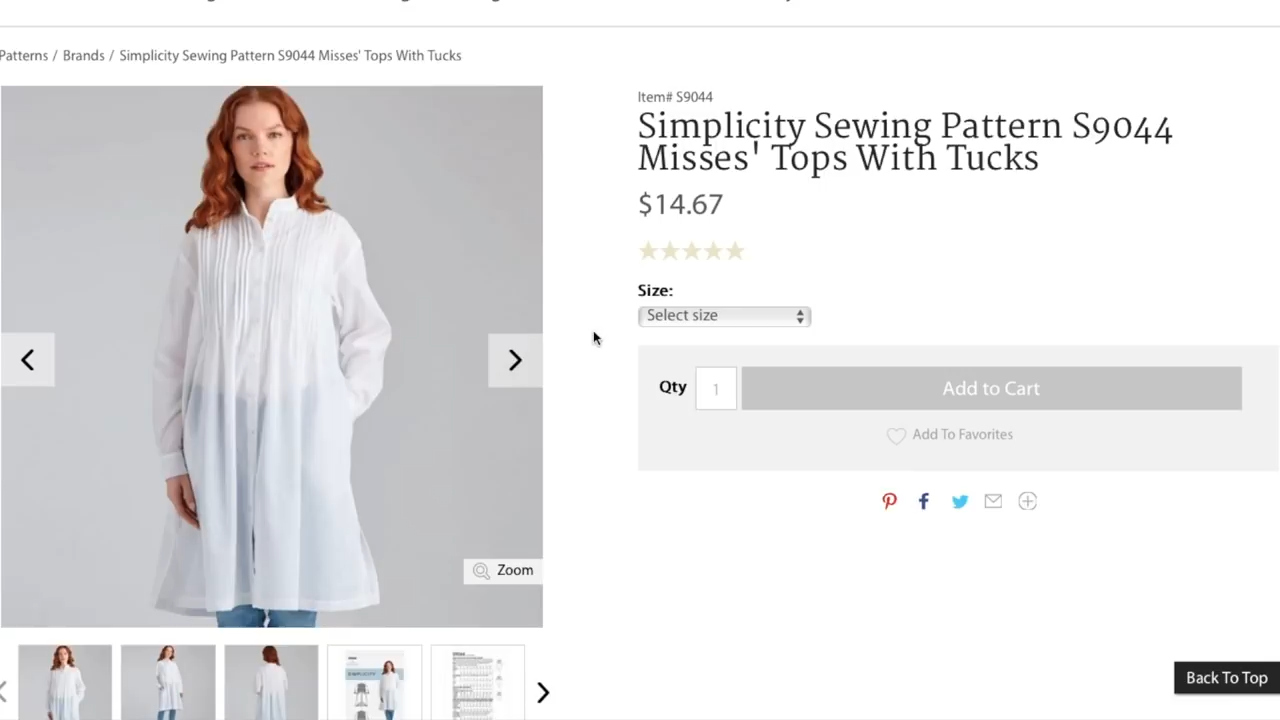 Patterns / Brands / Simplicity Sewing Pattern S9044 Misses' Tops With Tucks
Item# S9044
Simplicity Sewing Pattern S9044
Misses' Tops With Tucks
$14.67
Size:
Select size
Qty 1 Add to Cart
Add To Favorites
Zoom
SIMPLICITY
Back To Top